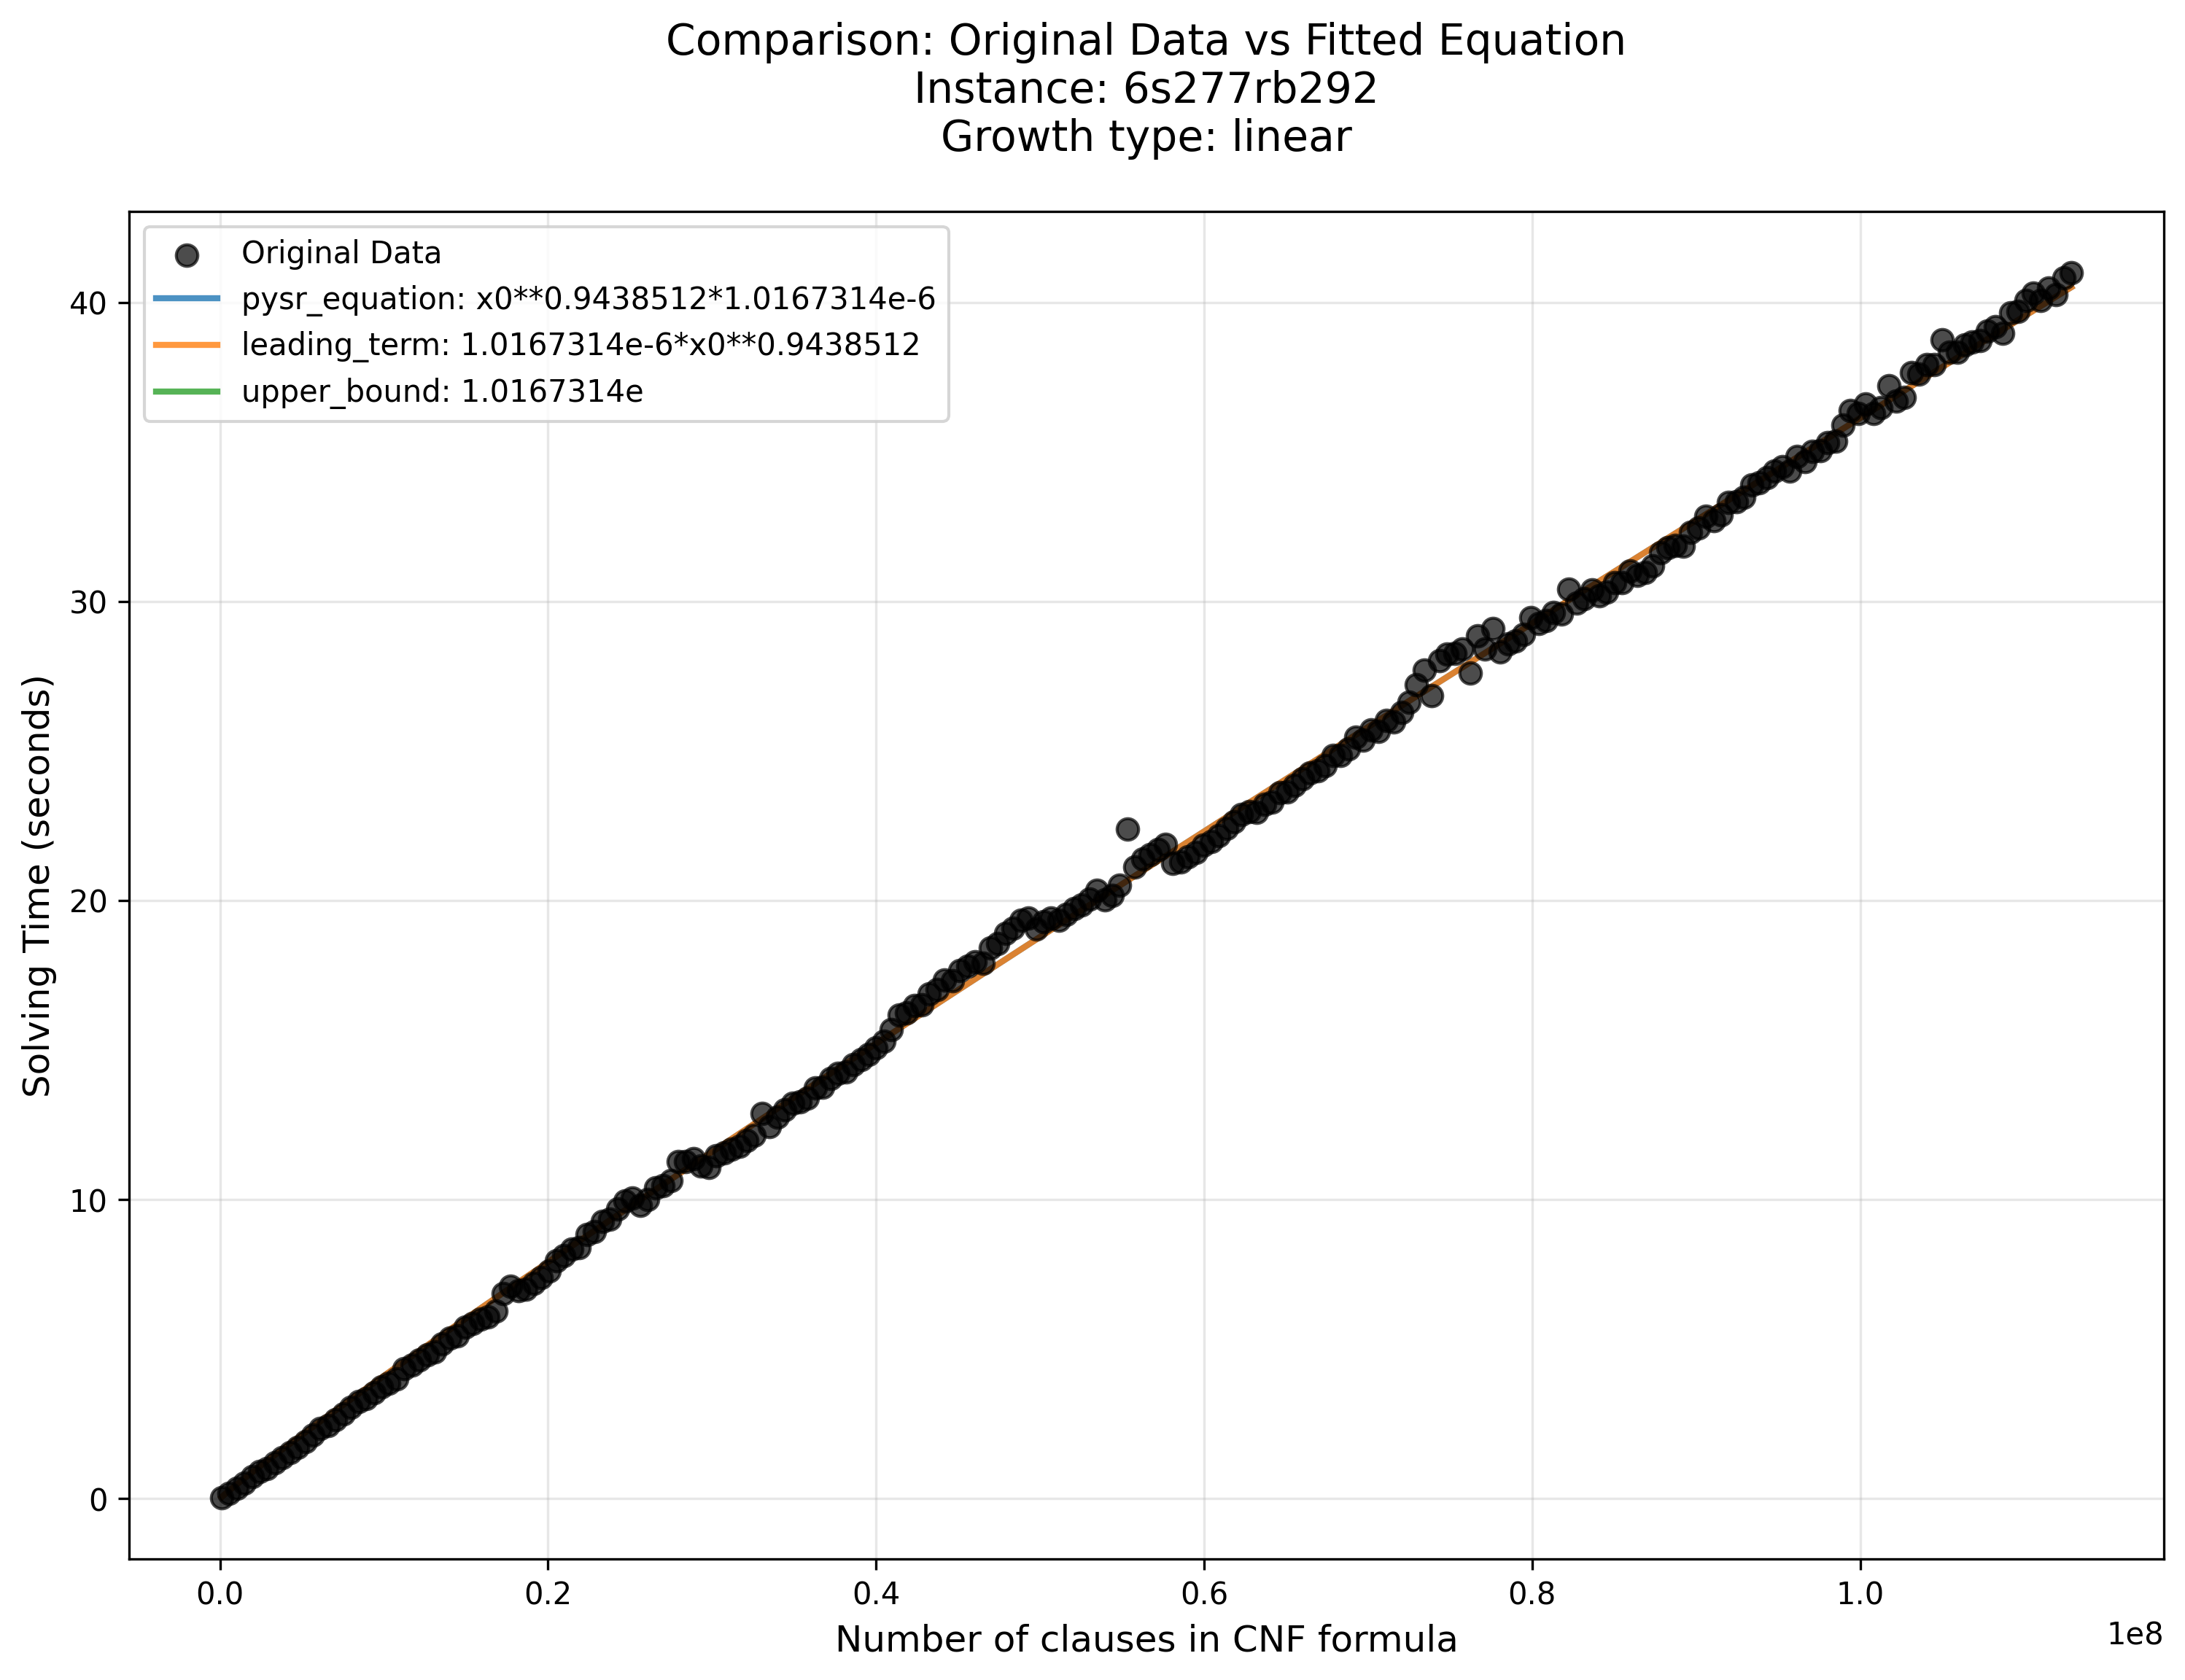 Comparison: Original Data vs Fitted Equation
Instance: 6s277rb292
Growth type: linear
Original Data
pysr_equation: x0**0.9438512*1.0167314e-6
leading_term: 1.0167314e-6*x0**0.9438512
upper_bound: 1.0167314e
40
30
20
10
0
Solving Time (seconds)
0.0 0.2 0.4 0.6 0.8 1.0
1e8
Number of clauses in CNF formula